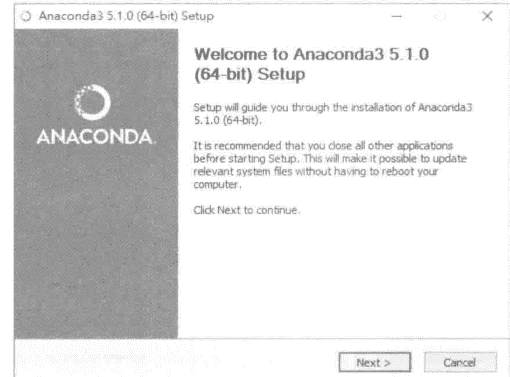 Anaconda3 5.1.0 (64-bit) Setup
Welcome to Anaconda3 5.1.0
(64-bit) Setup
Setup will guide you through the installation of Anaconda3
5.1.0 (64-bit).
It is recommended that you close all other applications
before starting Setup. This will make it possible to update
relevant system files without having to reboot your
computer.
Click Next to continue.
ANACONDA.
Next >
Cancel